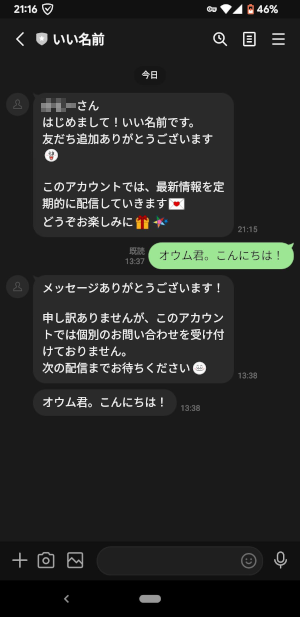 21:16
46%
いい名前
今日
さん
はじめまして！いい名前です。
友だち追加ありがとうございます
このアカウントでは、最新情報を定
期的に配信していきます
どうぞお楽しみに
21:15
既読
13:37
オウム君。こんにちは！
メッセージありがとうございます！
申し訳ありませんが、このアカウン
トでは個別のお問い合わせを受け付
けておりません。
次の配信までお待ちください
13:38
オウム君。こんにちは！
13:38